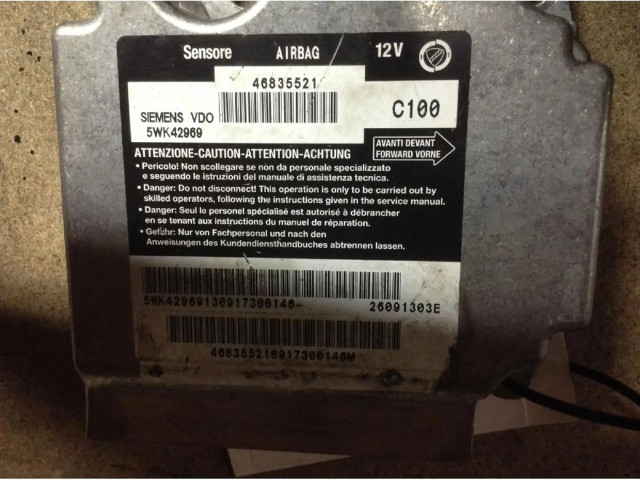 Sensore AIRBAG 12V
46835521
SIEMENS VDO
5WK42969
C100
AVANTI DEVANT
FORWARD VORNE
ATTENZIONE-CAUTION-ATTENTION-ACHTUNG
• Pericolo! Non scollegare se non da personale specializzato
e seguendo le istruzioni del manuale di assistenza tecnica.
• Danger: Do not disconnect! This operation is only to be carried out by
skilled operators, following the instructions given in the service manual.
• Danger: Seul le personel spécialisé est autorisé à débrancher
en se tenant aux instructions du manuel de réparation.
• Gefahr: Nur von Fachpersonal und nach den
Anweisungen des Kundendiensthandbuches abtrennen lassen.
5WK42969130917300146- 26091303E
468355210917300146M